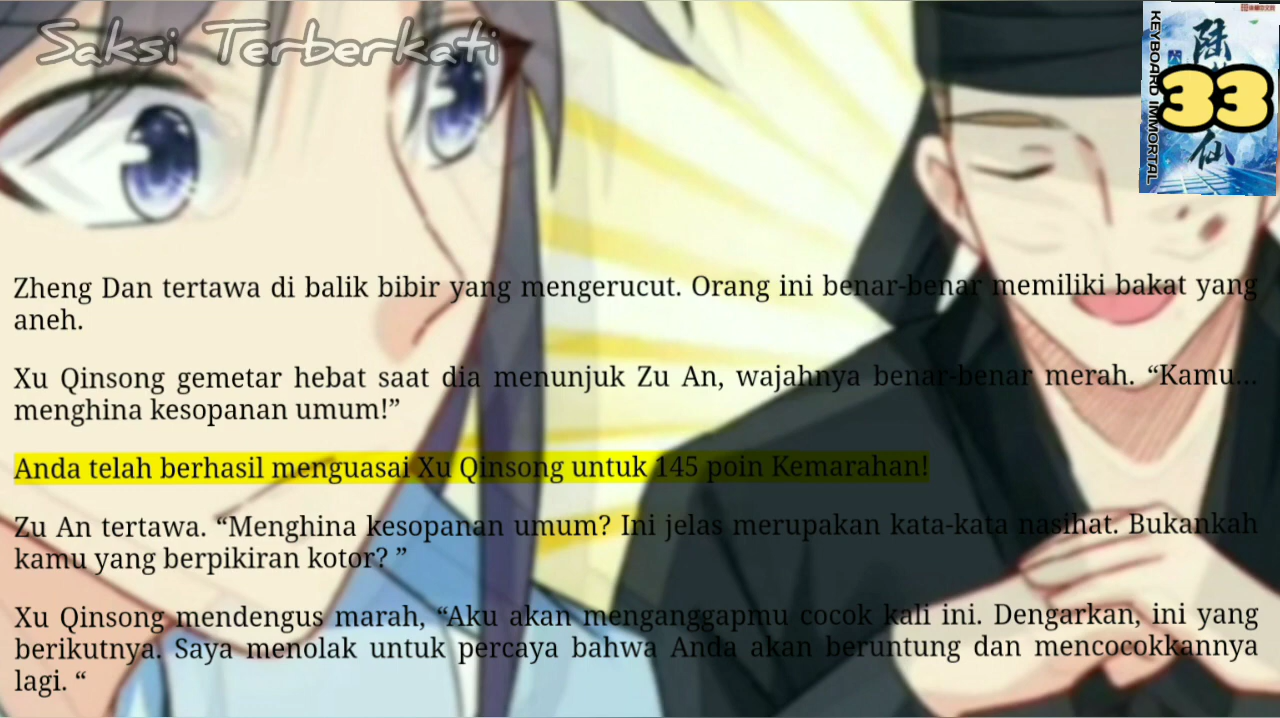 Saksi Terberkati
KEYBOARD IMMORTAL
33
仙
Zheng Dan tertawa di balik bibir yang mengerucut. Orang ini benar-benar memiliki bakat yang
aneh.
Xu Qinsong gemetar hebat saat dia menunjuk Zu An, wajahnya benar-benar merah. “Kamu...
menghina kesopanan umum!”
Anda telah berhasil menguasai Xu Qinsong untuk 145 poin Kemarahan!
Zu An tertawa. “Menghina kesopanan umum? Ini jelas merupakan kata-kata nasihat. Bukankah
kamu yang berpikiran kotor? ”
Xu Qinsong mendengus marah, “Aku akan menganggapmu cocok kali ini. Dengarkan, ini yang
berikutnya. Saya menolak untuk percaya bahwa Anda akan beruntung dan mencocokkannya
lagi. “